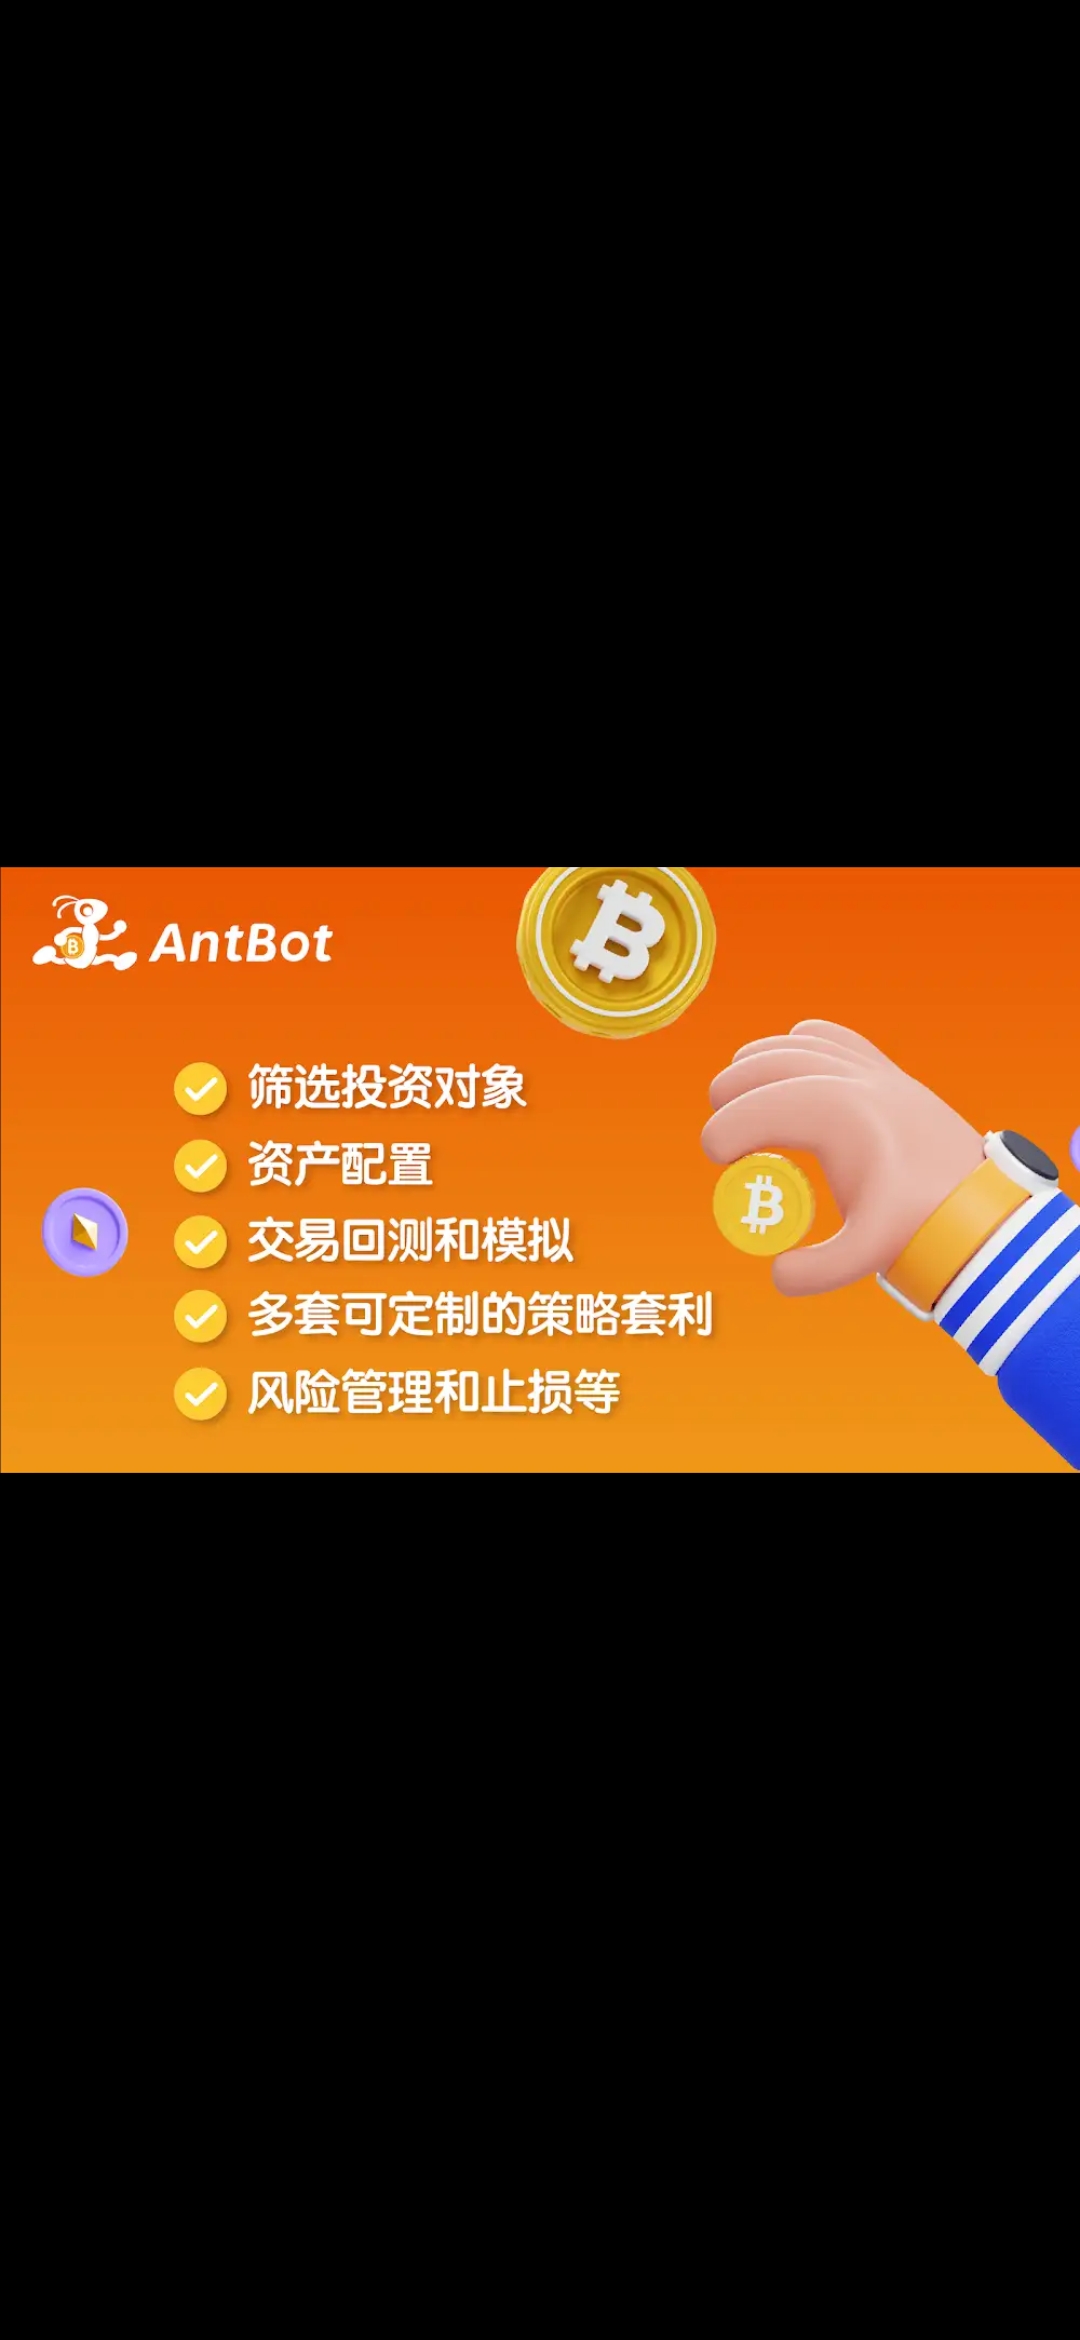 AntBot
筛选投资对象
资产配置
交易回测和模拟
多套可定制的策略套利
风险管理和止损等